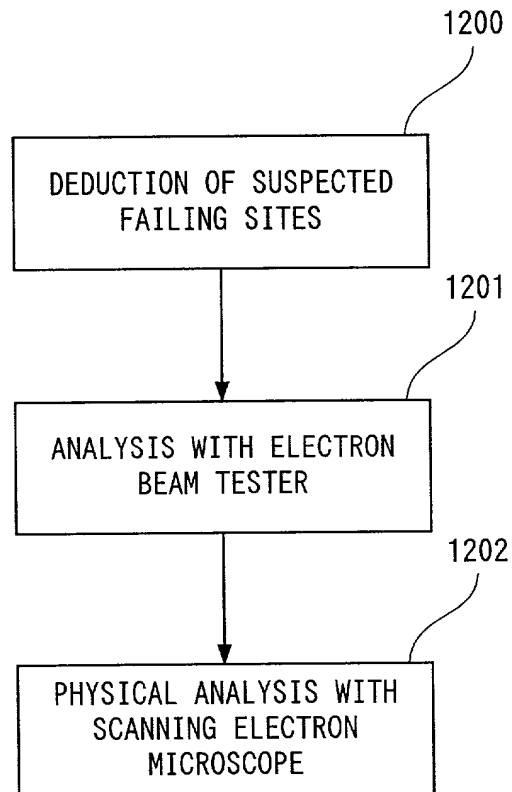 1200
DEDUCTION OF SUSPECTED
FAILING SITES
1201
ANALYSIS WITH ELECTRON
BEAM TESTER
1202
PHYSICAL ANALYSIS WITH
SCANNING ELECTRON
MICROSCOPE